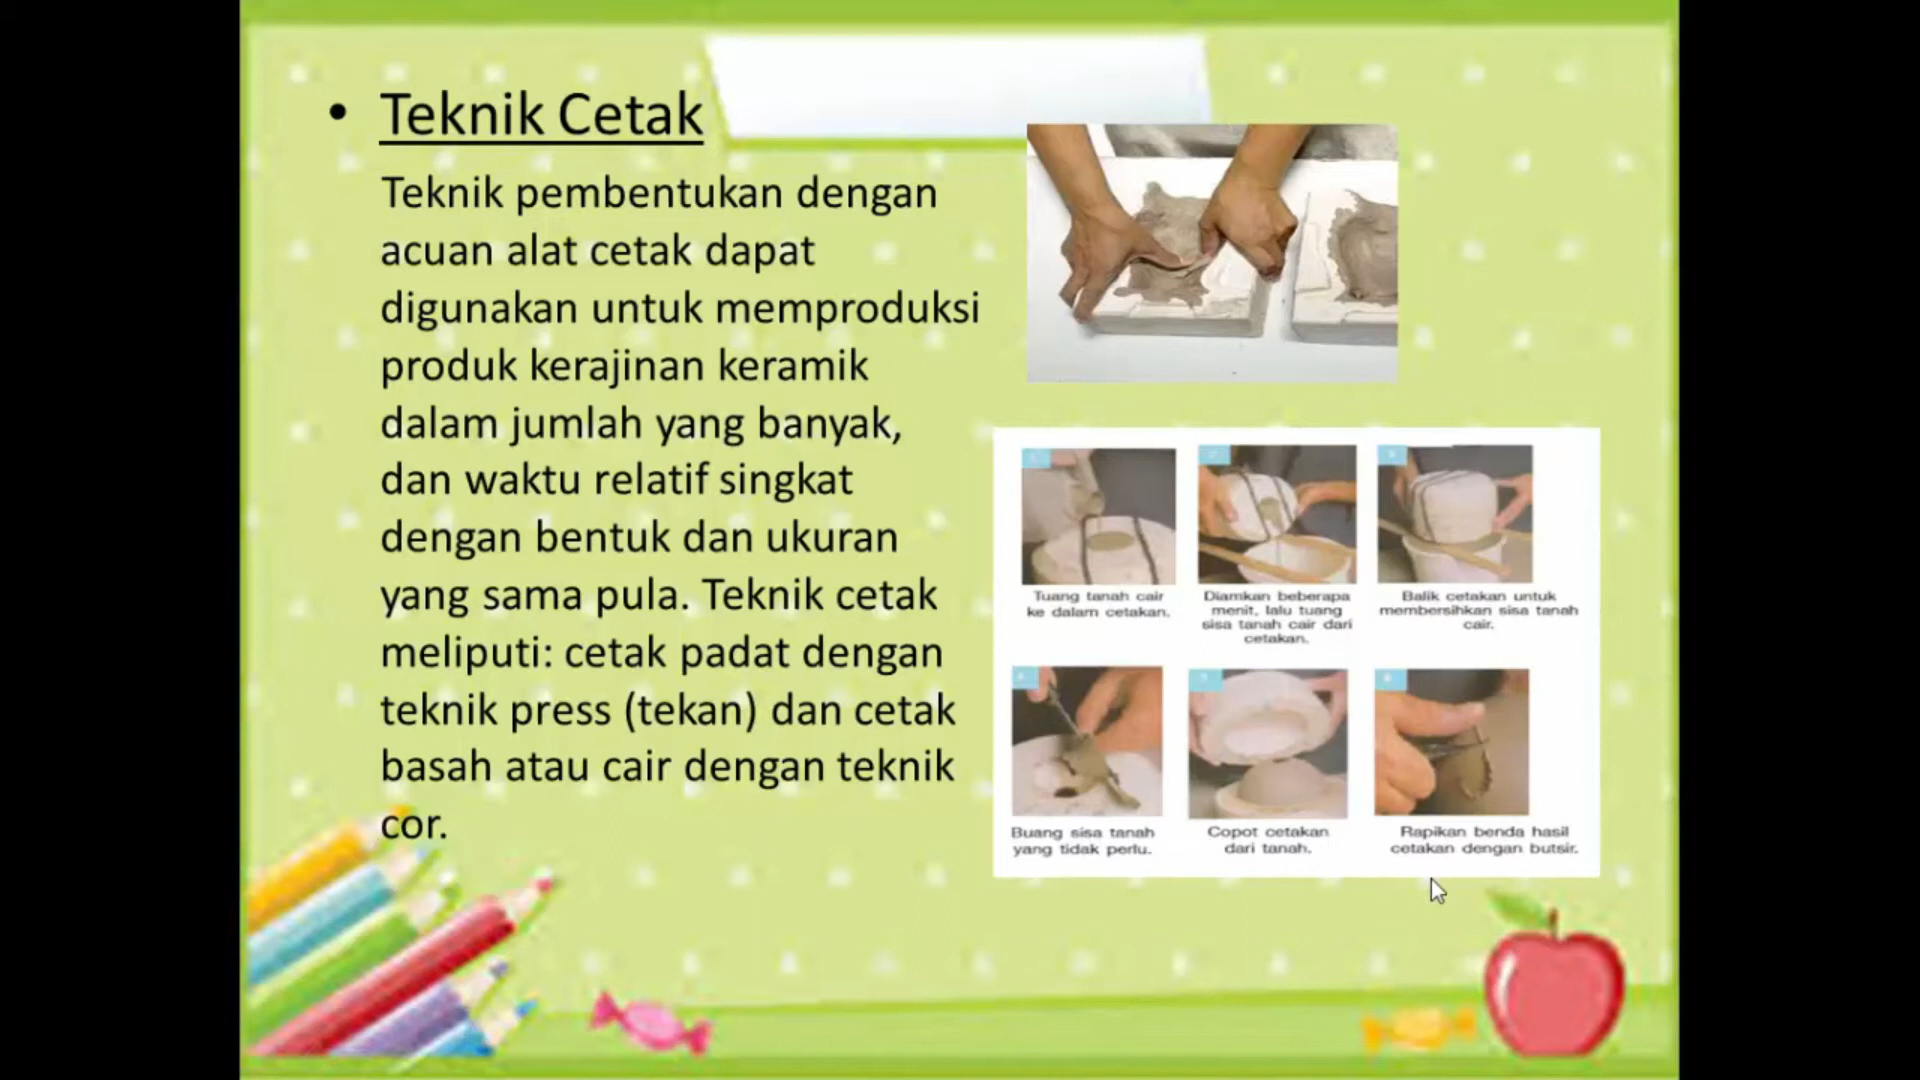 • Teknik Cetak
Teknik pembentukan dengan
acuan alat cetak dapat
digunakan untuk memproduksi
produk kerajinan keramik
dalam jumlah yang banyak,
dan waktu relatif singkat
dengan bentuk dan ukuran
yang sama pula. Teknik cetak
meliputi: cetak padat dengan
teknik press (tekan) dan cetak
basah atau cair dengan teknik
cor.
Tuang tanah cair
ke dalam cetakan.
Diamkan beberapa
menit, lalu tuang
sisa tanah cair dari
cetakan.
Balik cetakan untuk
membersihkan sisa tanah
cair.
Buang sisa tanah
yang tidak perlu.
Copot cetakan
dari tanah.
Rapikan benda hasil
cetakan dengan butsir.